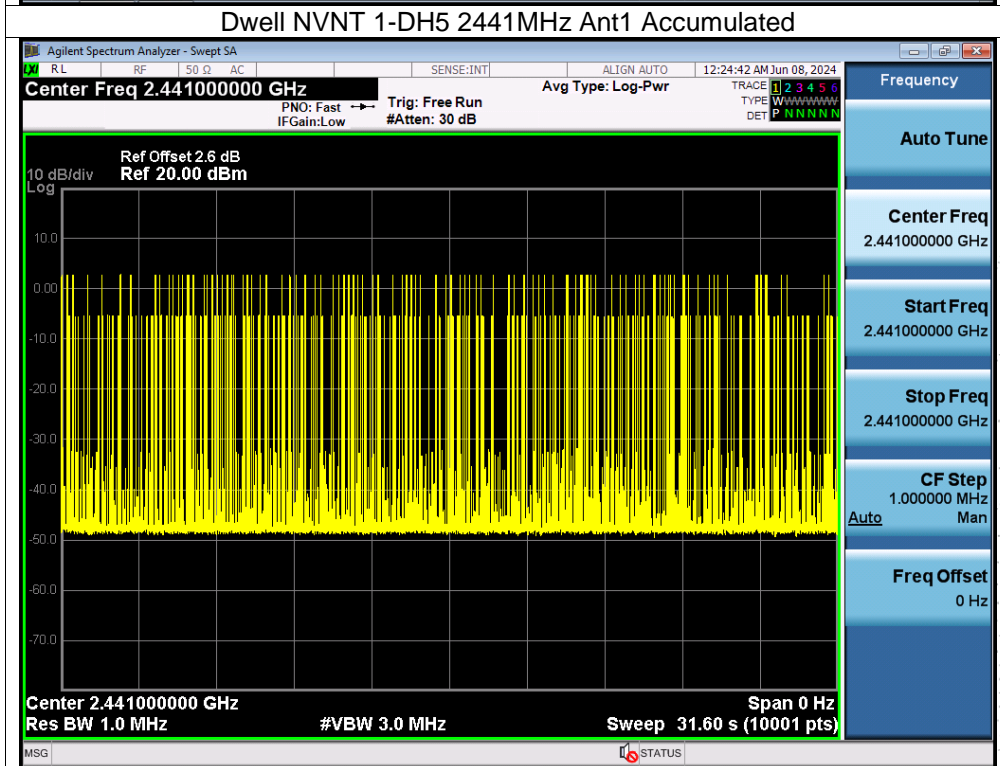 Dwell NVNT 1-DH5 2441MHz Ant1 Accumulated
Agilent Spectrum Analyzer - Swept SA
LXI RL RF 50 Ω AC SENSE:INT ALIGN AUTO 12:24:42 AM Jun 08, 2024
Center Freq 2.441000000 GHz
PNO: Fast
IFGain:Low
Trig: Free Run
#Atten: 30 dB
Avg Type: Log-Pwr
TRACE 1 2 3 4 5 6
TYPE WWWWWW
DET P NNNNN
Ref Offset 2.6 dB
10 dB/div Ref 20.00 dBm
Log
10.0
0.00
-10.0
-20.0
-30.0
-40.0
-50.0
-60.0
-70.0
Center 2.441000000 GHz Span 0 Hz
Res BW 1.0 MHz #VBW 3.0 MHz Sweep 31.60 s (10001 pts)
MSG STATUS
Frequency
Auto Tune
Center Freq
2.441000000 GHz
Start Freq
2.441000000 GHz
Stop Freq
2.441000000 GHz
CF Step
1.000000 MHz
Auto Man
Freq Offset
0 Hz